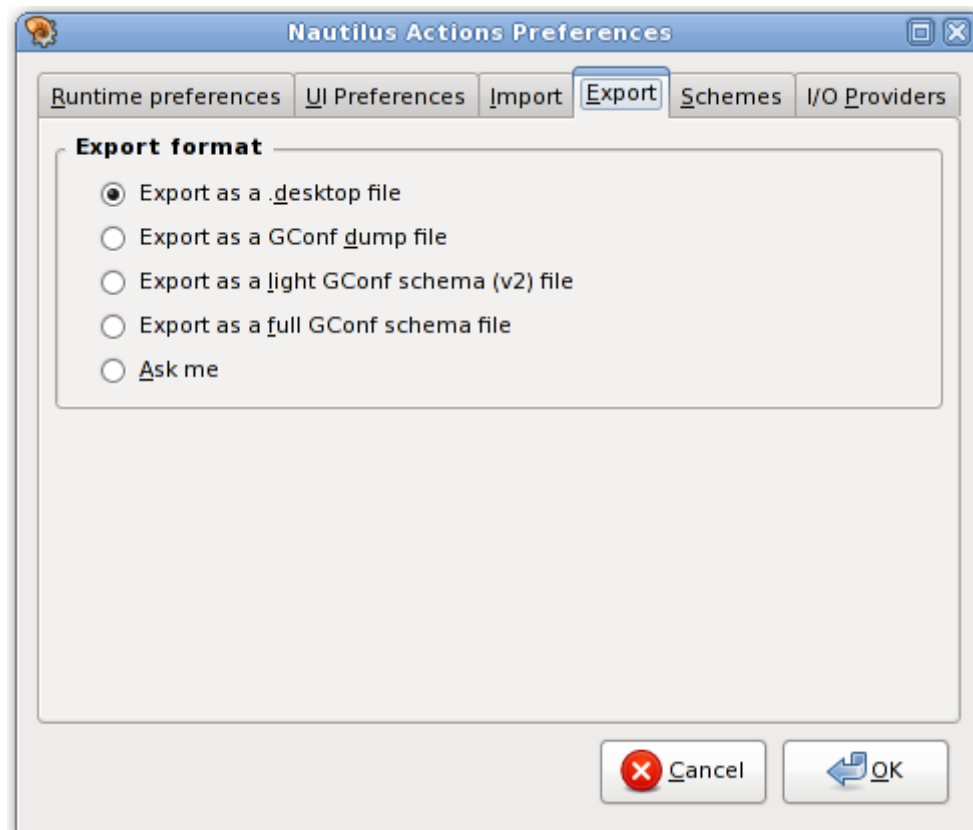 Nautilus Actions Preferences
Runtime preferences UI Preferences Import Export Schemes I/O Providers
Export format
Export as a .desktop file
Export as a GConf dump file
Export as a light GConf schema (v2) file
Export as a full GConf schema file
Ask me
Cancel OK